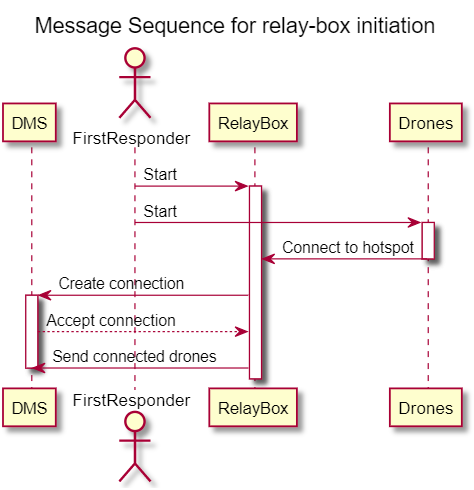 Message Sequence for relay-box initiation
DMS
FirstResponder
RelayBox
Drones
Start
Start
Connect to hotspot
Create connection
Accept connection
Send connected drones
DMS
FirstResponder
RelayBox
Drones